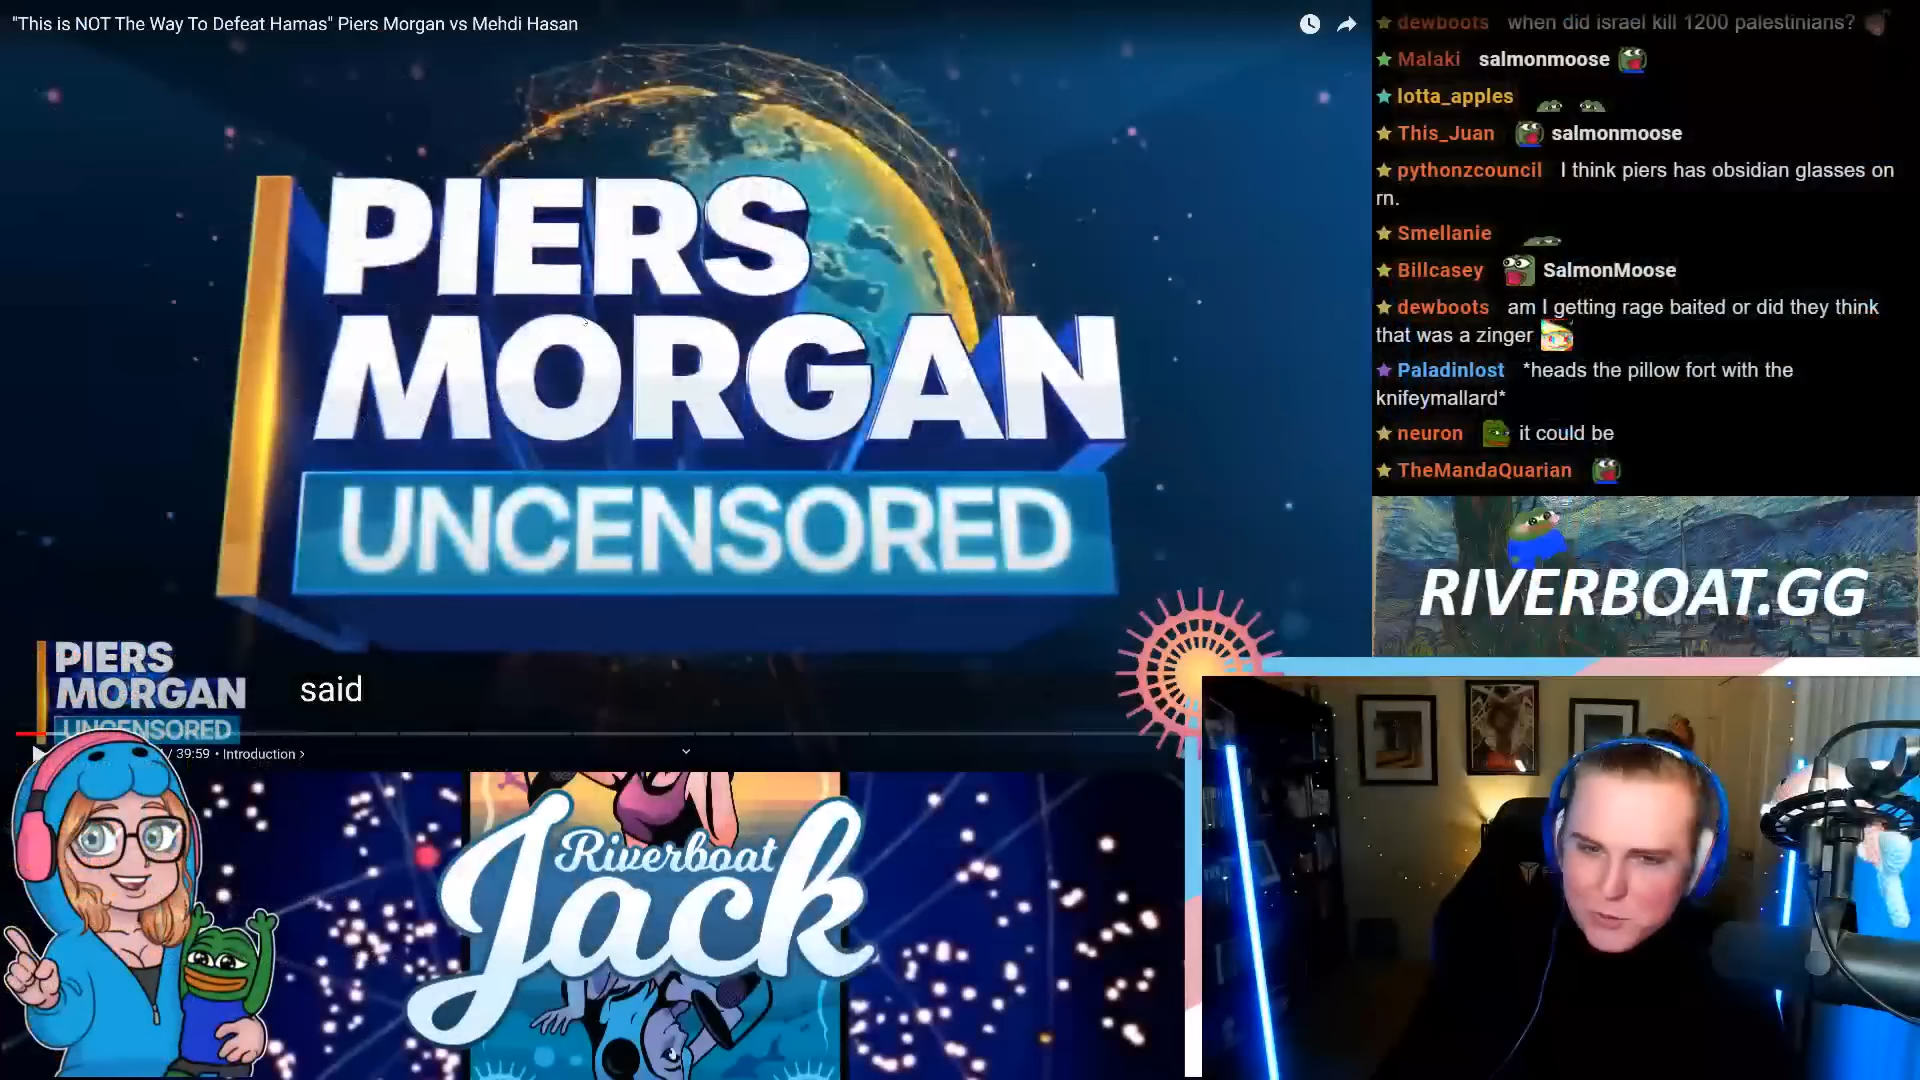 "This is NOT The Way To Defeat Hamas" Piers Morgan vs Mehdi Hasan
PIERS
MORGAN
UNCENSORED
PIERS
MORGAN
UNCENSORED
said
/ 39:59 • Introduction ›
Riverboat
Jack
dewboots when did israel kill 1200 palestinians?
Malaki salmonmoose
lotta_apples
This_Juan salmonmoose
pythonzcouncil I think piers has obsidian glasses on
rn.
Smellanie
Billcasey SalmonMoose
dewboots am I getting rage baited or did they think
that was a zinger
Paladinlost *heads the pillow fort with the
knifeymallard*
neuron it could be
TheMandaQuarian
RIVERBOAT.GG